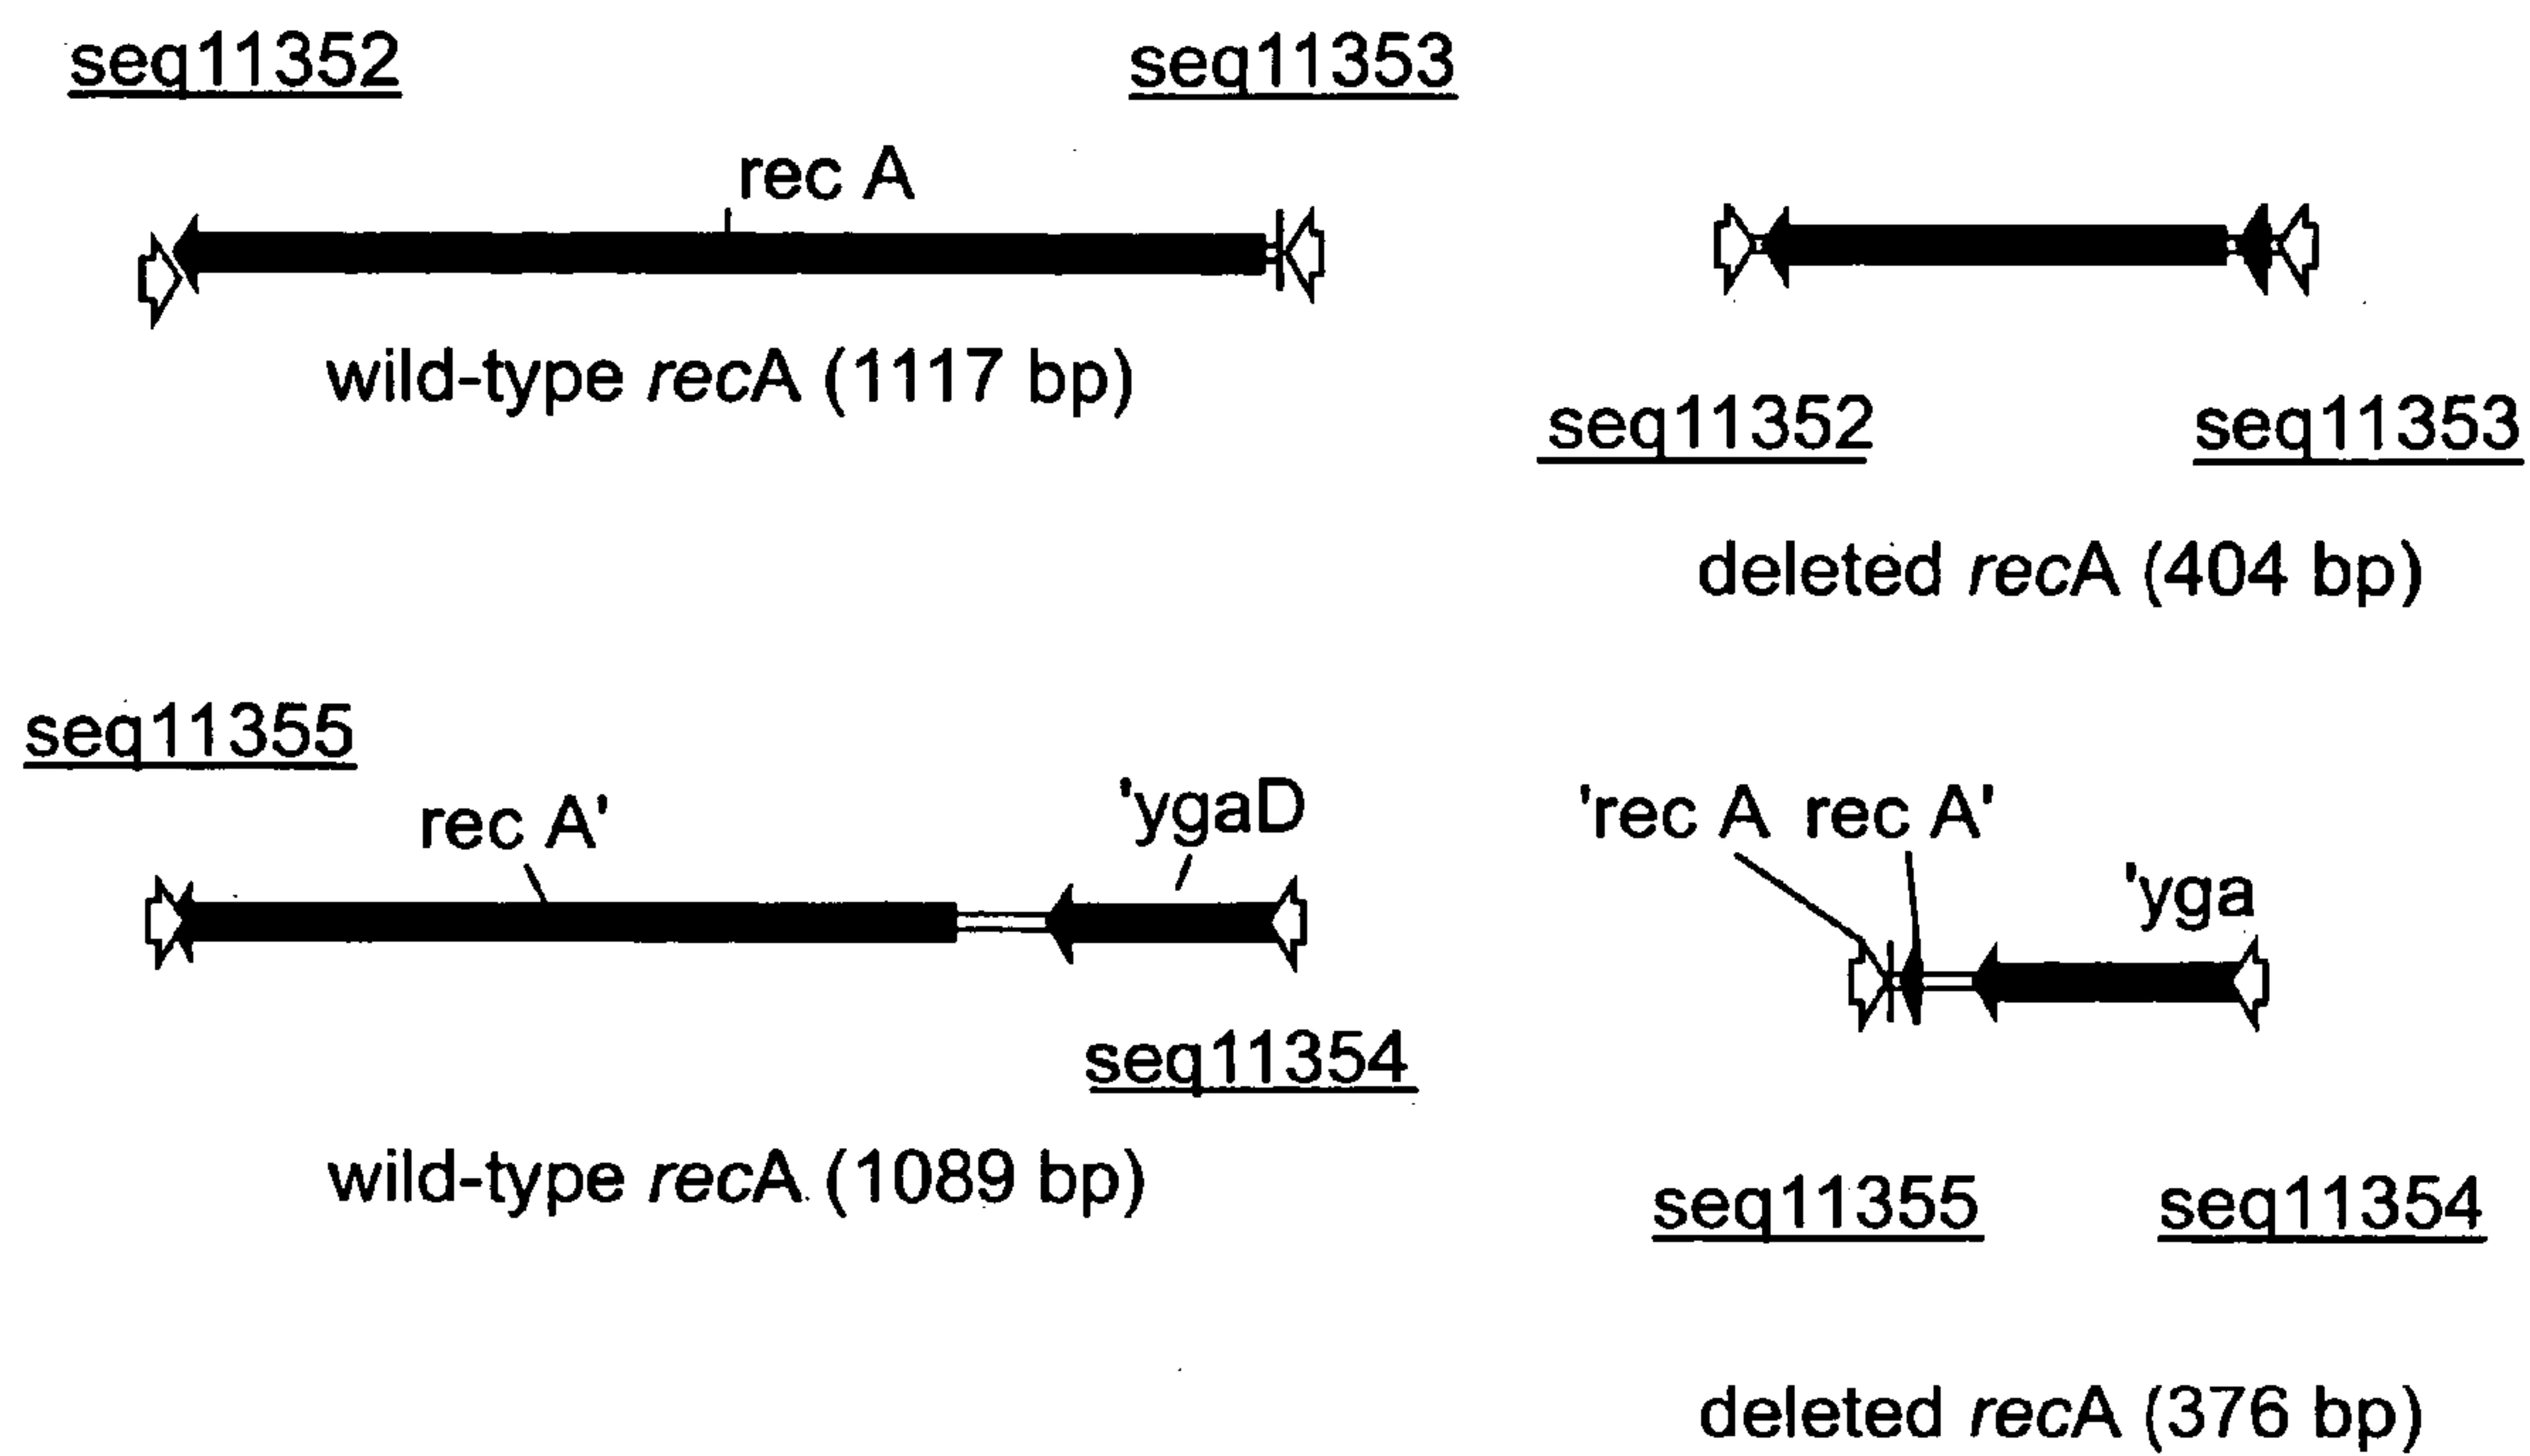 seq11352
seq11353
rec A
wild-type recA (1117 bp)
seq11352
seq11353
deleted recA (404 bp)
seq11355
rec A'
'ygaD
seq11354
wild-type recA (1089 bp)
'rec A
rec A'
'yga
seq11355
seq11354
deleted recA (376 bp)